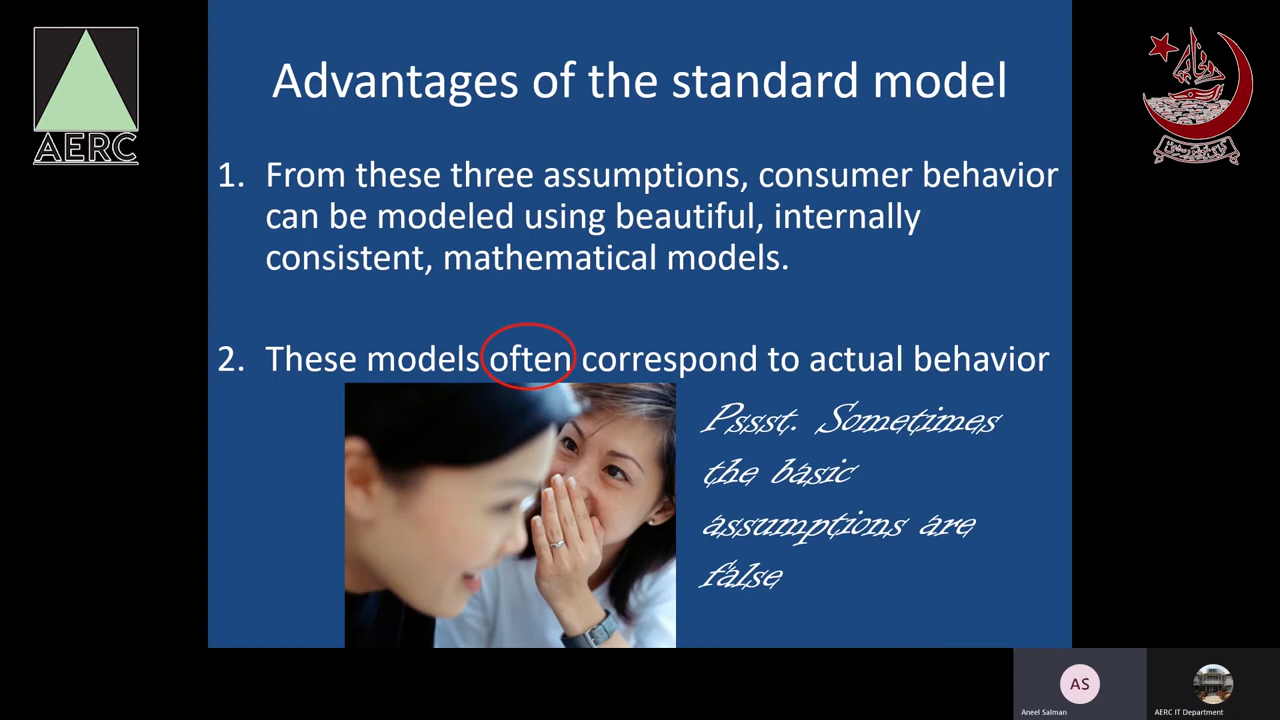 AERC
Advantages of the standard model
1. From these three assumptions, consumer behavior
can be modeled using beautiful, internally
consistent, mathematical models.
2. These models often correspond to actual behavior
Pssst. Sometimes
the basic
assumptions are
false
AS
Aneel Salman
AERC IT Department